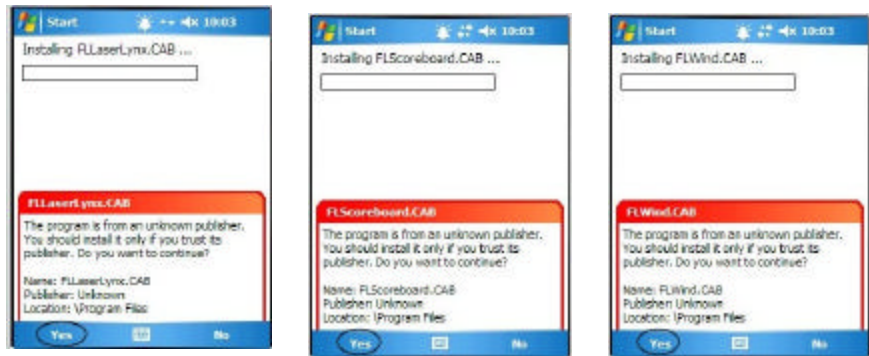 Start 10:03
Installing FLLaserLynx.CAB ...
FLLaserLynx.CAB
The program is from an unknown publisher.
You should install it only if you trust its
publisher. Do you want to continue?
Name: FLLaserLynx.CAB
Publisher: Unknown
Location: \Program Files
Yes No
Start 10:03
Installing FLScoreboard.CAB ...
FLScoreboard.CAB
The program is from an unknown publisher.
You should install it only if you trust its
publisher. Do you want to continue?
Name: FLScoreboard.CAB
Publisher: Unknown
Location: \Program Files
Yes No
Start 10:03
Installing FLWind.CAB ...
FLWind.CAB
The program is from an unknown publisher.
You should install it only if you trust its
publisher. Do you want to continue?
Name: FLWind.CAB
Publisher: Unknown
Location: \Program Files
Yes No